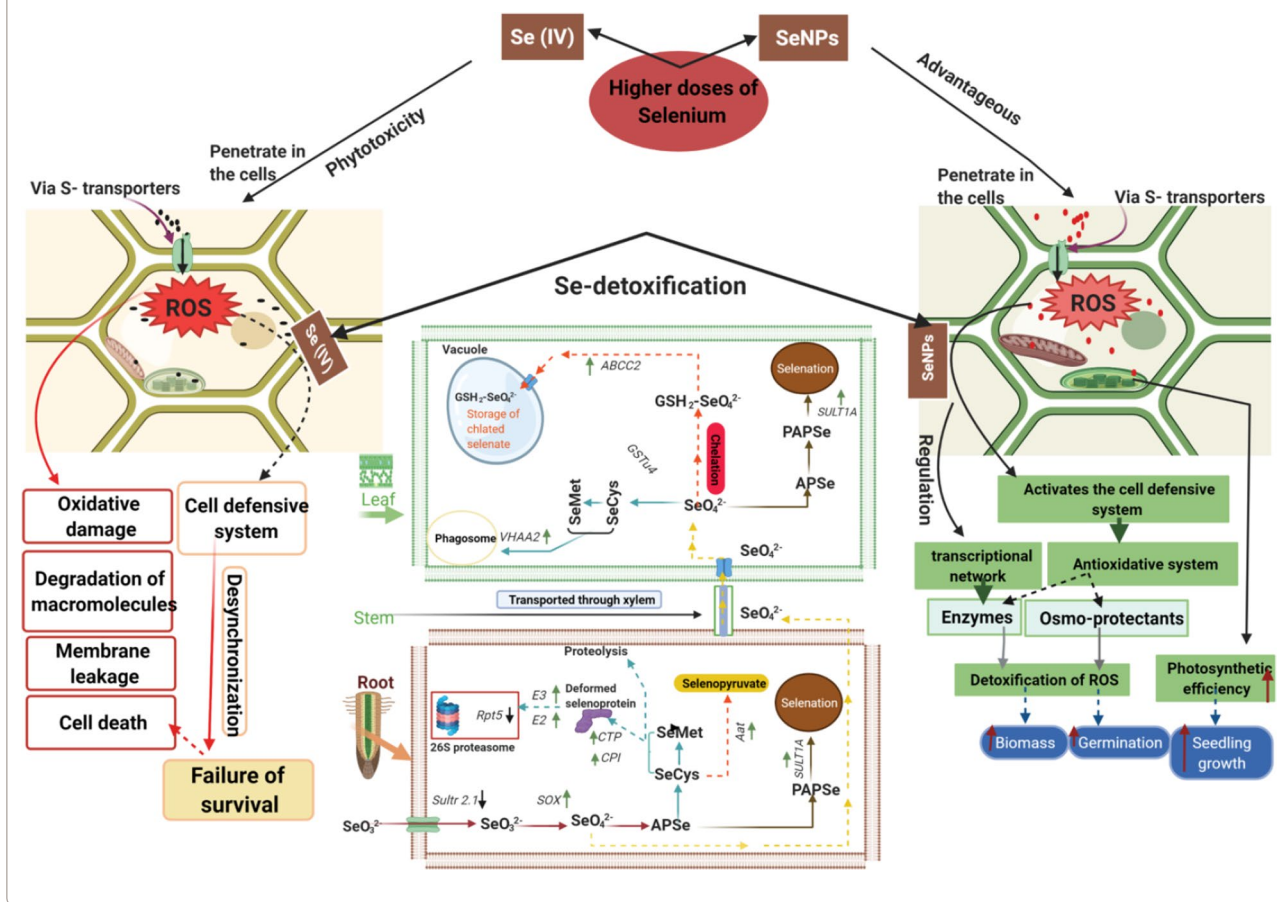 Se (IV)
SeNPs
Higher doses of
Selenium
Phytotoxicity
Advantageous
Penetrate in
the cells
Via S- transporters
ROS
Se (IV)
Penetrate in
the cells
Via S- transporters
ROS
SeNPs
Se-detoxification
Oxidative
damage
Degradation of
macromolecules
Membrane
leakage
Cell death
Cell defensive
system
Desynchronization
Failure of
survival
Leaf
Vacuole
GSH₂-SeO₄²⁻
Storage of
chlated
selenate
ABCC2
GSH₂-SeO₄²⁻
Chelation
GSTu4
Selenation
SULT1A
PAPSe
APSe
SeO₄²⁻
SeMet
SeCys
Phagosome
VHAA2
SeO₄²⁻
Stem
Transported through xylem
SeO₄²⁻
Root
Proteolysis
Deformed
selenoprotein
E3
E2
Rpt5
26S proteasome
CTP
CPI
Selenopyruvate
SeMet
SeCys
Aat
Selenation
SULT1A
PAPSe
SeO₃²⁻
Sultr 2.1
SeO₃²⁻
SOX
SeO₄²⁻
APSe
Regulation
Activates the cell defensive
system
transcriptional
network
Antioxidative system
Enzymes
Osmo-protectants
Detoxification of ROS
Photosynthetic
efficiency
Biomass
Germination
Seedling
growth